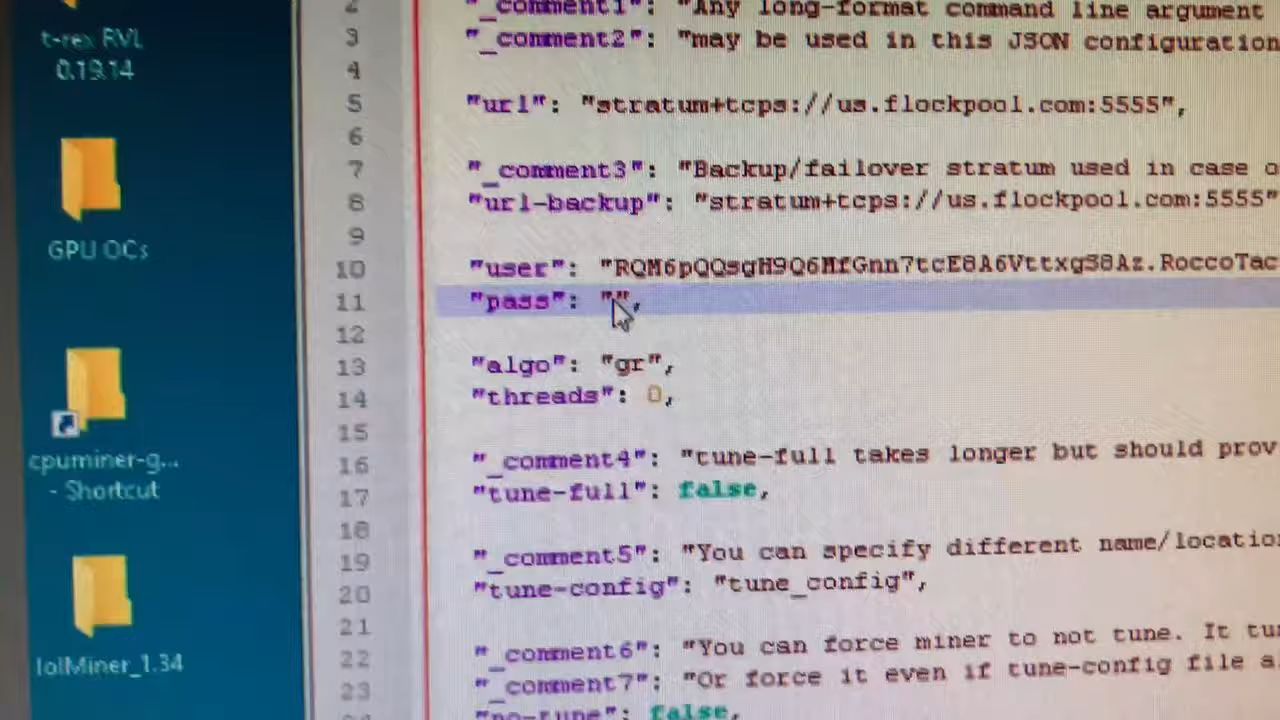 t-rex RVL
0.19.14
GPU OCs
cpuminer-g...
- Shortcut
lolMiner_1.34
2 "_comment1": "Any long-format command line argument
3 "_comment2": "may be used in this JSON configuration
4
5 "url": "stratum+tcps://us.flockpool.com:5555",
6
7 "_comment3": "Backup/failover stratum used in case o
8 "url-backup": "stratum+tcps://us.flockpool.com:5555"
9
10 "user": "RQM6pQQsgH9Q6MfGnn7tcE8A6Vttxg38Az.RoccoTac
11 "pass": "",
12
13 "algo": "gr",
14 "threads": 0,
15
16 "_comment4": "tune-full takes longer but should prov
17 "tune-full": false,
18
19 "_comment5": "You can specify different name/location
20 "tune-config": "tune_config",
21
22 "_comment6": "You can force miner to not tune. It tu
23 "_comment7": "Or force it even if tune-config file a
24 "no-tune": false,